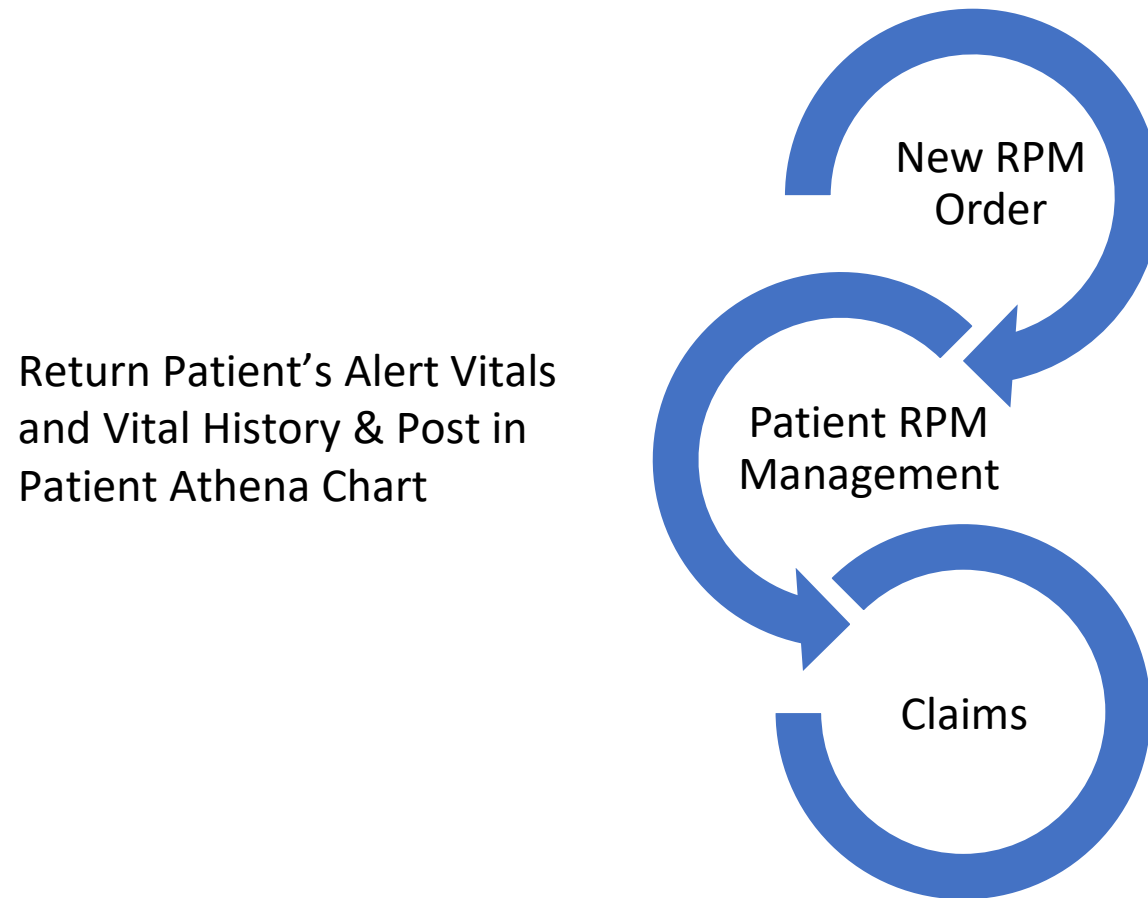 New RPM
Order
Return Patient’s Alert Vitals
and Vital History & Post in
Patient Athena Chart
Patient RPM
Management
Claims